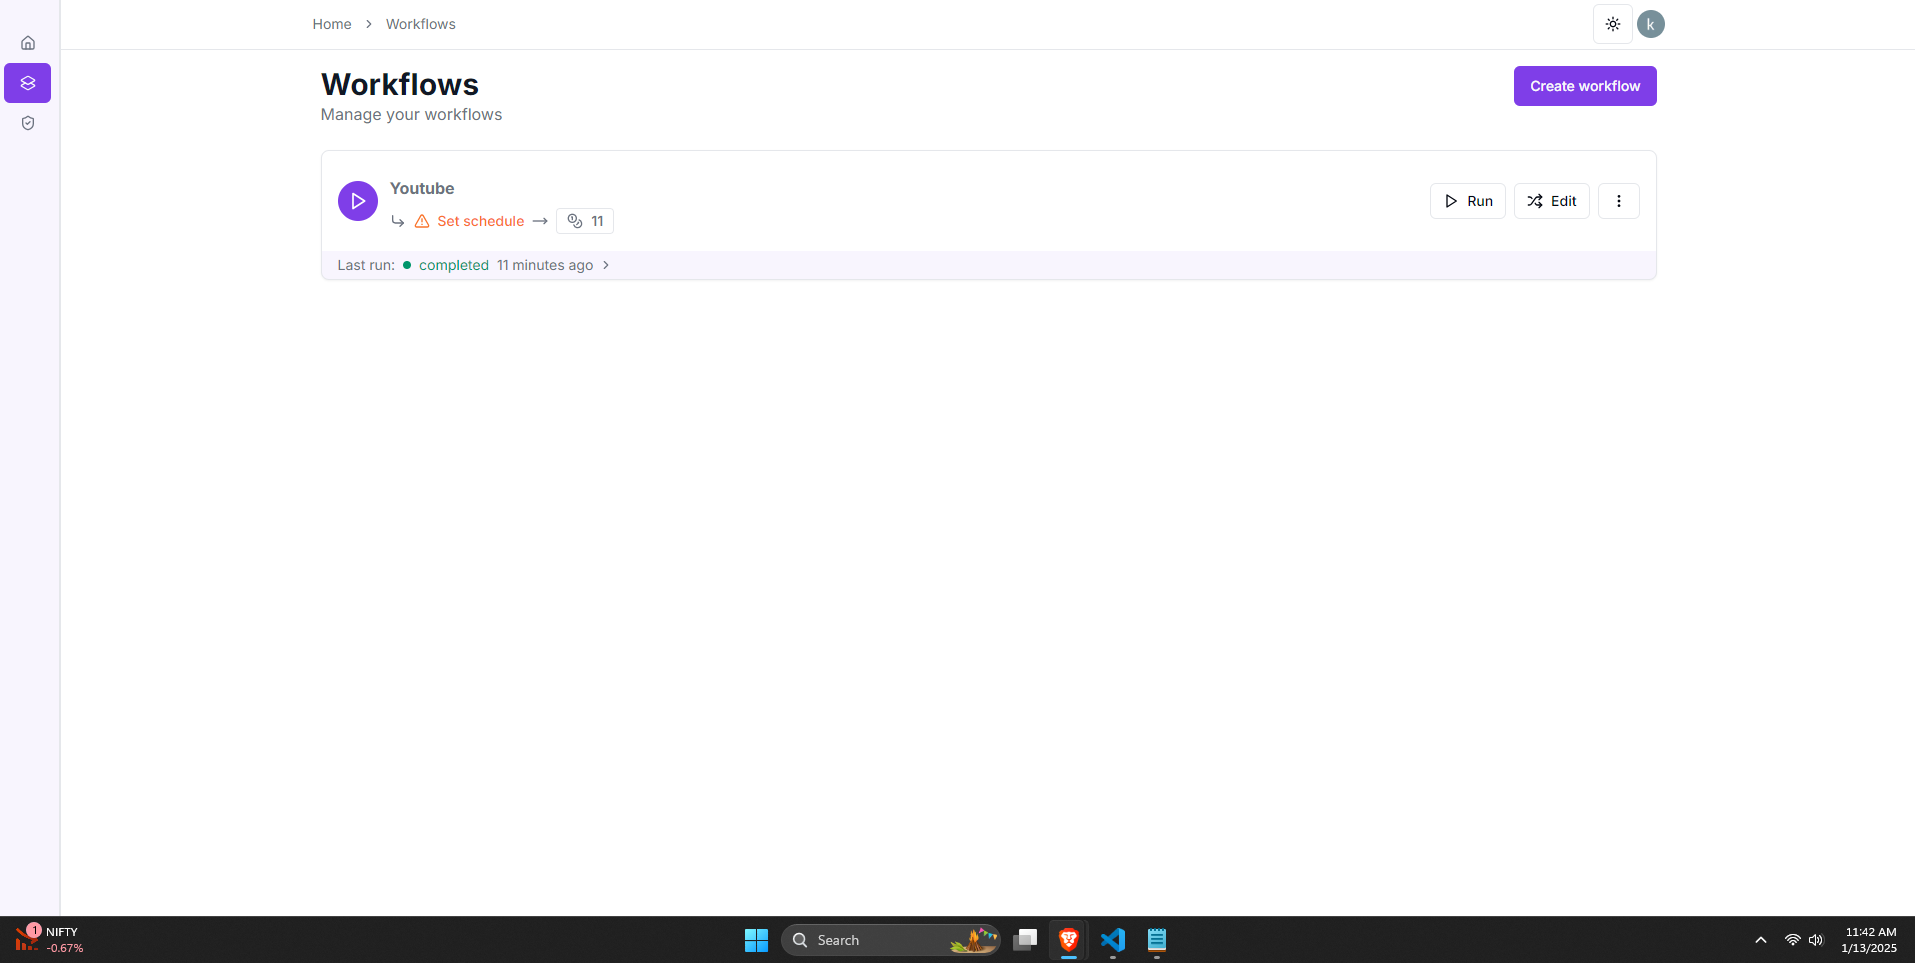 Home > Workflows
k
Workflows
Manage your workflows
Create workflow
Youtube
Set schedule
11
Run
Edit
Last run: completed 11 minutes ago
1
NIFTY
-0.67%
Search
11:42 AM
1/13/2025